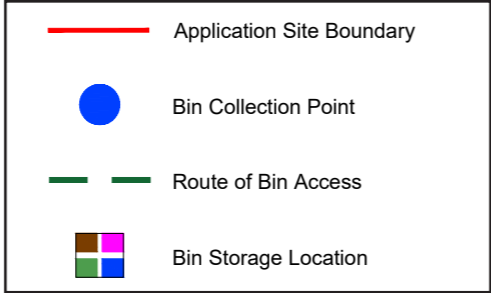 Application Site Boundary
Bin Collection Point
Route of Bin Access
Bin Storage Location